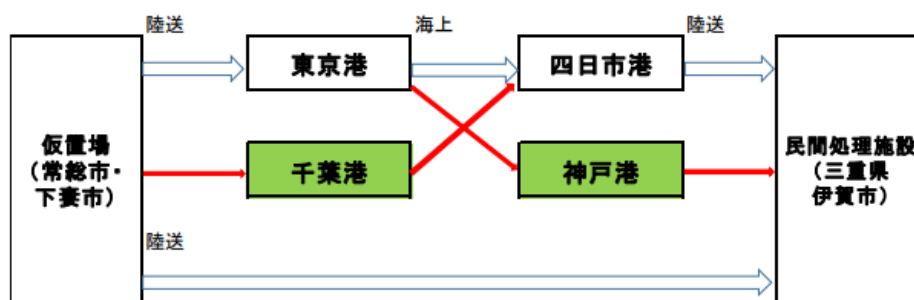 陸送
海上
陸送
東京港
四日市港
仮置場
（常総市・
下妻市）
千葉港
神戸港
民間処理施設
（三重県
伊賀市）
陸送